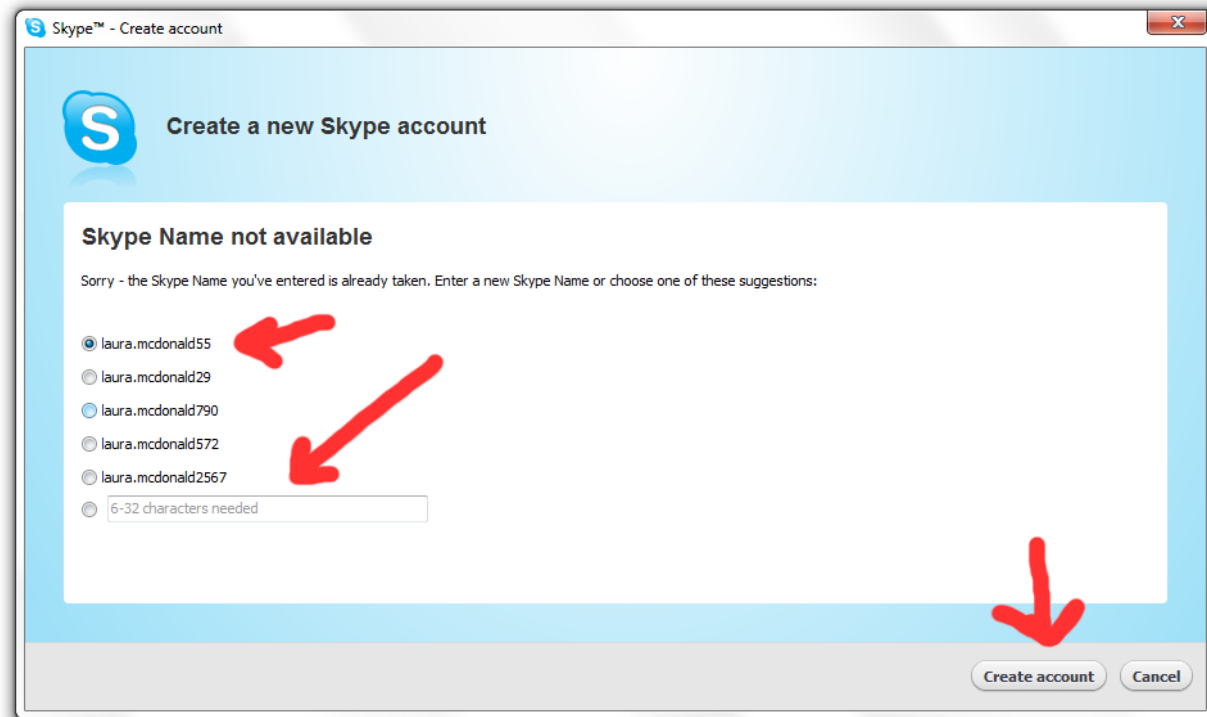 Skype™ - Create account
Create a new Skype account
Skype Name not available
Sorry - the Skype Name you've entered is already taken. Enter a new Skype Name or choose one of these suggestions:
laura.mcdonald55
laura.mcdonald29
laura.mcdonald790
laura.mcdonald572
laura.mcdonald2567
6-32 characters needed
Create account Cancel